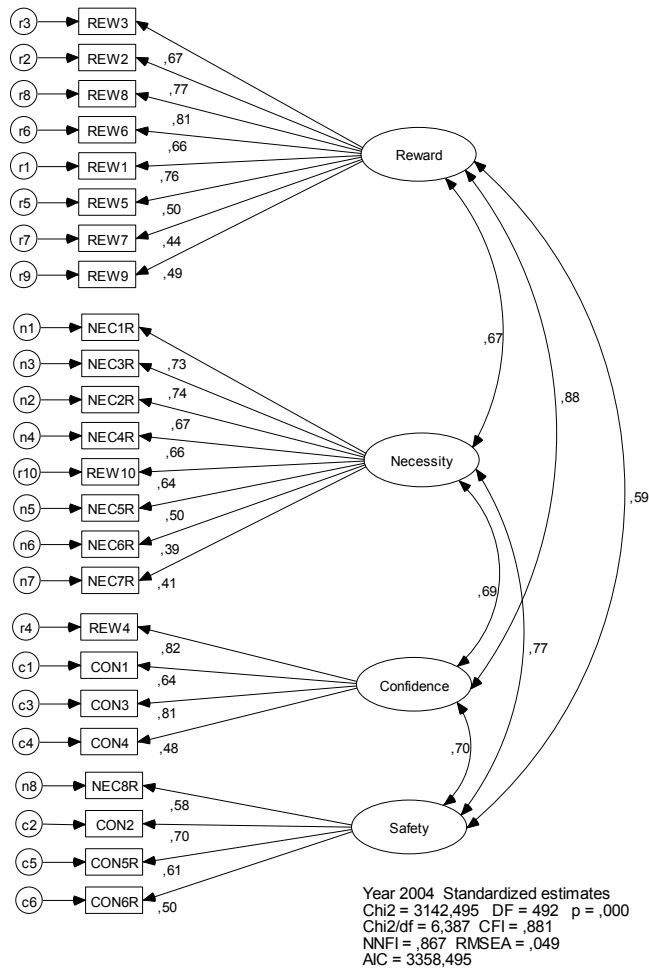 r3 REW3
r2 REW2 ,67
r8 REW8 ,77
r6 REW6 ,81
r1 REW1 ,66
,76
r5 REW5 ,50
r7 REW7 ,44
r9 REW9 ,49
Reward
n1 NEC1R
n3 NEC3R ,73
n2 NEC2R ,74
n4 NEC4R ,67
r10 REW10 ,66
,64
n5 NEC5R ,50
n6 NEC6R ,39
n7 NEC7R ,41
Necessity
r4 REW4 ,82
c1 CON1 ,64
c3 CON3 ,81
c4 CON4 ,48
Confidence
n8 NEC8R ,58
c2 CON2 ,70
c5 CON5R ,61
c6 CON6R ,50
Safety
,67
,88
,59
,69
,77
,70
Year 2004 Standardized estimates
Chi2 = 3142,495 DF = 492 p = ,000
Chi2/df = 6,387 CFI = ,881
NNFI = ,867 RMSEA = ,049
AIC = 3358,495